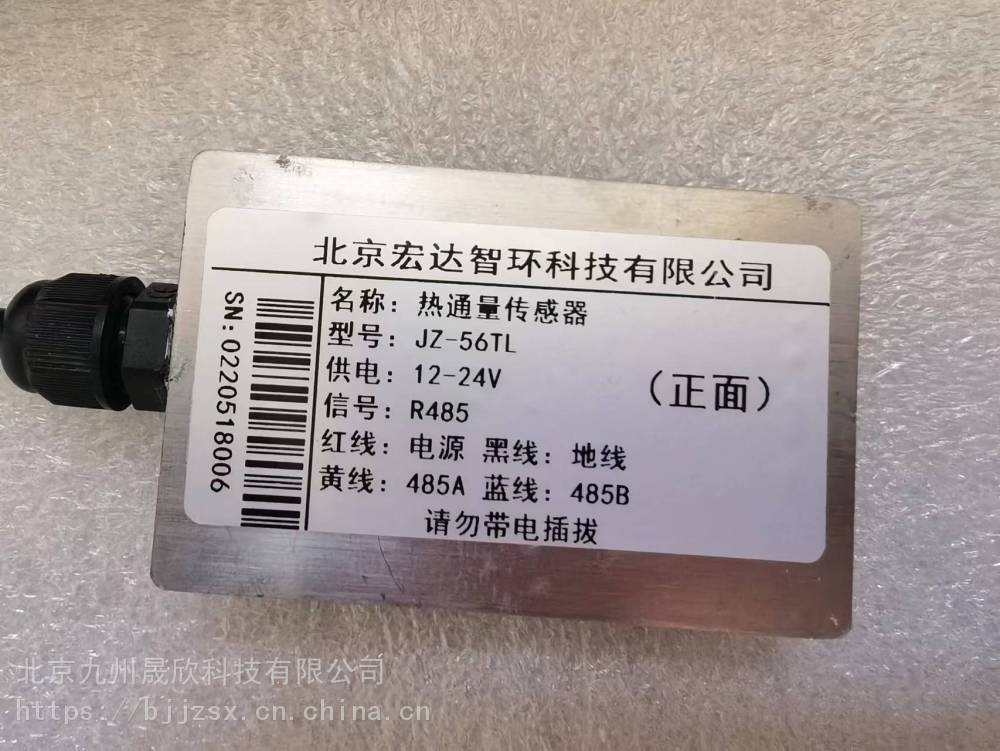 北京宏达智环科技有限公司
SN:0220518006
名称: 热通量传感器
型号: JZ-56TL
供电: 12-24V
(正面)
信号: R485
红线: 电源 黑线: 地线
黄线: 485A 蓝线: 485B
请勿带电插拔
北京九州晟欣科技有限公司
https://bjjzsx.cn.china.cn